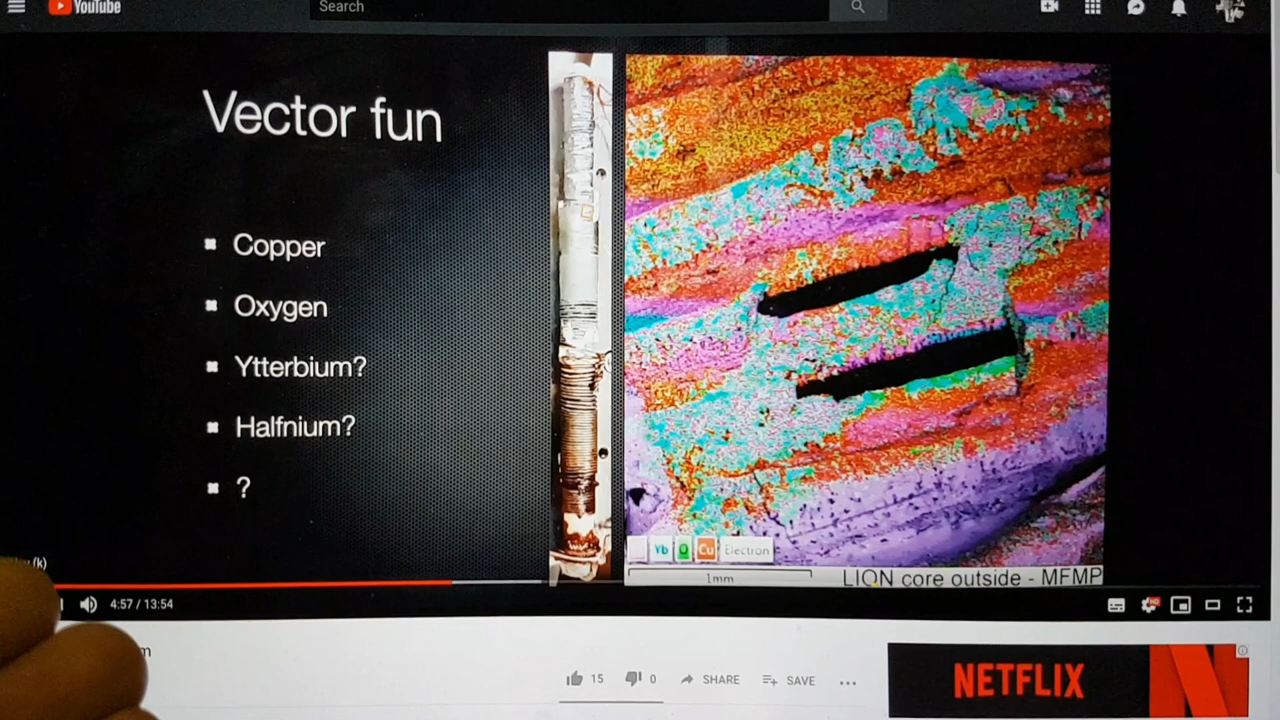 YouTube
Search
Vector fun
Copper
Oxygen
Ytterbium?
Halfnium?
?
Yb O Cu Electron
1mm
LION core outside - MFMP
(k)
4:57 / 13:54
HD
m
15 0 SHARE SAVE
NETFLIX
N